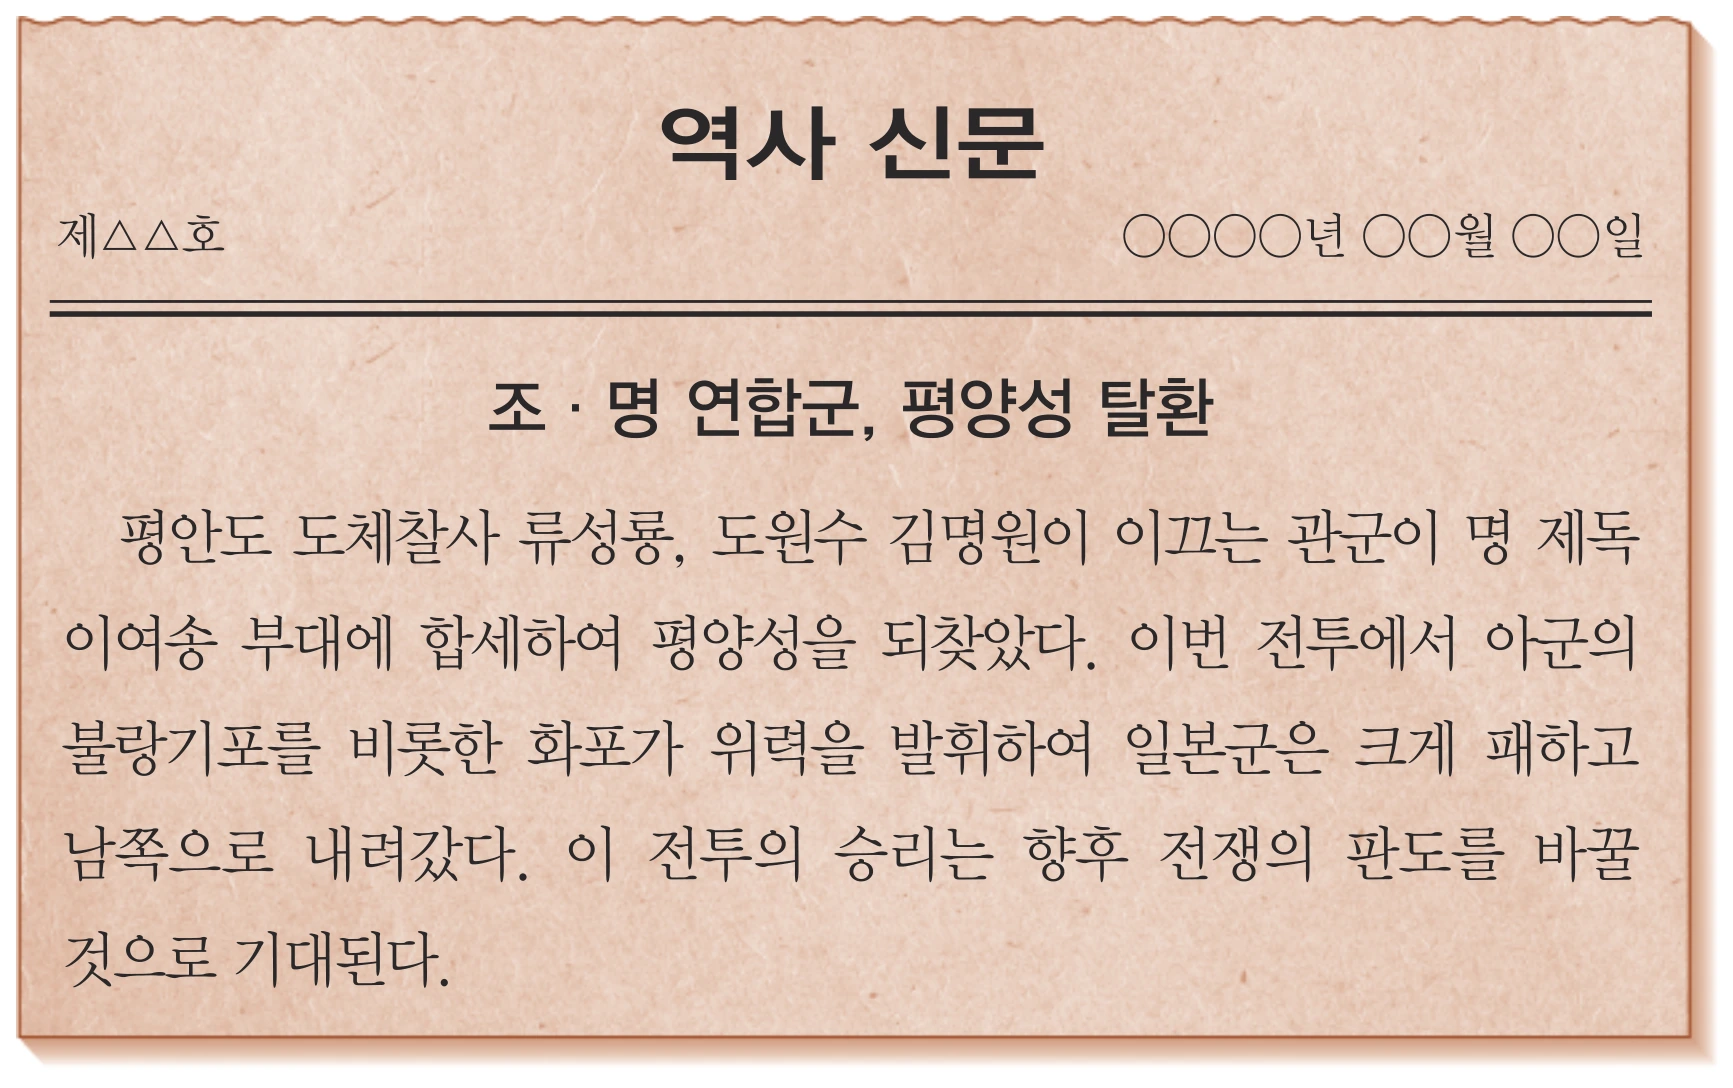 역사 신문
제△△호
○○○○년 ○○월 ○○일
조·명 연합군, 평양성 탈환
평안도 도체찰사 류성룡, 도원수 김명원이 이끄는 관군이 명 제독
이여송 부대에 합세하여 평양성을 되찾았다. 이번 전투에서 아군의
불랑기포를 비롯한 화포가 위력을 발휘하여 일본군은 크게 패하고
남쪽으로 내려갔다. 이 전투의 승리는 향후 전쟁의 판도를 바꿀
것으로 기대된다.